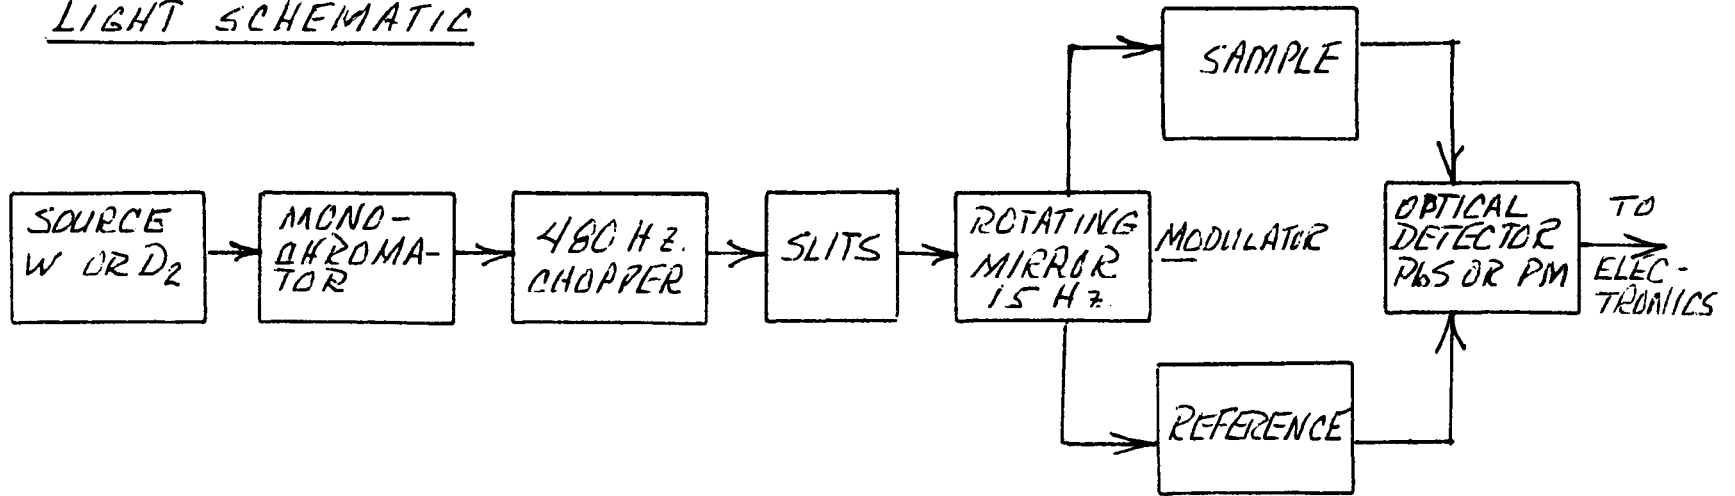 LIGHT SCHEMATIC
SOURCE
W OR D2
MONO-
CHROMA-
TOR
480 HZ.
CHOPPER
SLITS
ROTATING
MIRROR
15 HZ.
MODULATOR
SAMPLE
REFERENCE
OPTICAL
DETECTOR
PbS OR PM
TO
ELEC-
TRONICS